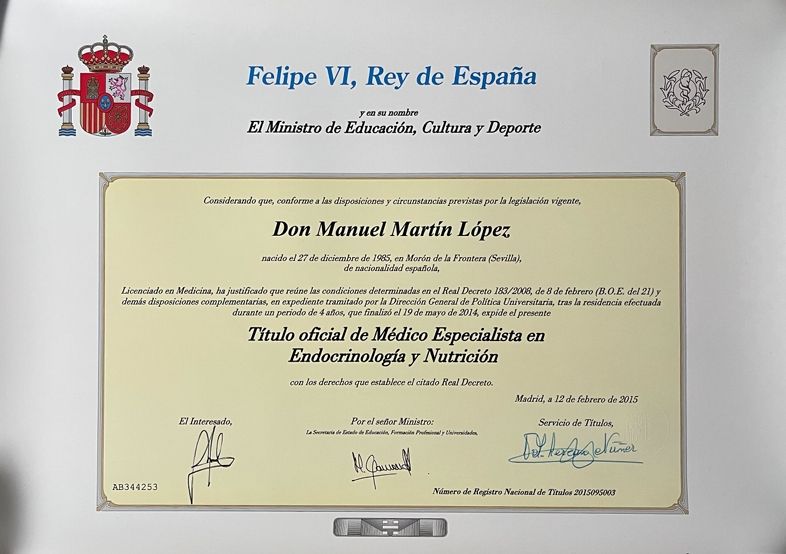 Felipe VI, Rey de España
y en su nombre
El Ministro de Educación, Cultura y Deporte
Considerando que, conforme a las disposiciones y circunstancias previstas por la legislación vigente,
Don Manuel Martín López
nacido el 27 de diciembre de 1985, en Morón de la Frontera (Sevilla),
de nacionalidad española,
Licenciado en Medicina, ha justificado que reúne las condiciones determinadas en el Real Decreto 183/2008, de 8 de febrero (B.O.E. del 21) y
demás disposiciones complementarias, en expediente tramitado por la Dirección General de Política Universitaria, tras la residencia efectuada
durante un periodo de 4 años, que finalizó el 19 de mayo de 2014, expide el presente
Título oficial de Médico Especialista en
Endocrinología y Nutrición
con los derechos que establece el citado Real Decreto.
Madrid, a 12 de febrero de 2015
El Interesado,
Por el señor Ministro:
La Secretaria de Estado de Educación, Formación Profesional y Universidades,
Servicio de Títulos,
AB344253
Número de Registro Nacional de Títulos 2015095003